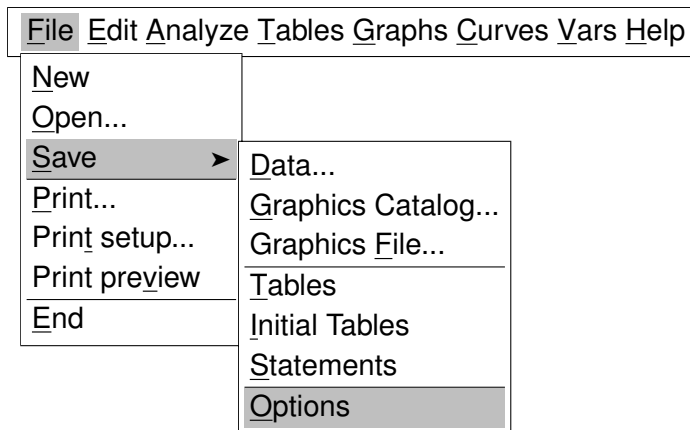 File Edit Analyze Tables Graphs Curves Vars Help
New
Open...
Save ➤
Print...
Print setup...
Print preview
End
Data...
Graphics Catalog...
Graphics File...
Tables
Initial Tables
Statements
Options